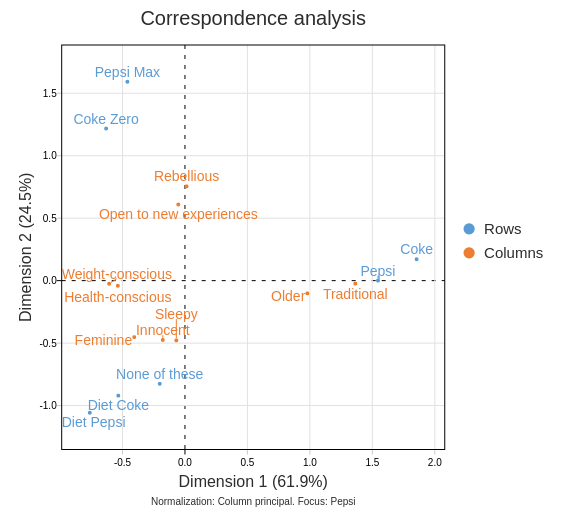 Correspondence analysis
Pepsi Max
1.5
Coke Zero
1.0
Rebellious
Open to new experiences
0.5
Coke
Rows
Columns
Pepsi
Weight-conscious
0.0
Health-conscious
Older
Traditional
Sleepy
Innocent
Feminine
-0.5
None of these
Diet Coke
-1.0
Diet Pepsi
-0.5
0.0
0.5
1.0
1.5
2.0
Dimension 2 (24.5%)
Dimension 1 (61.9%)
Normalization: Column principal. Focus: Pepsi